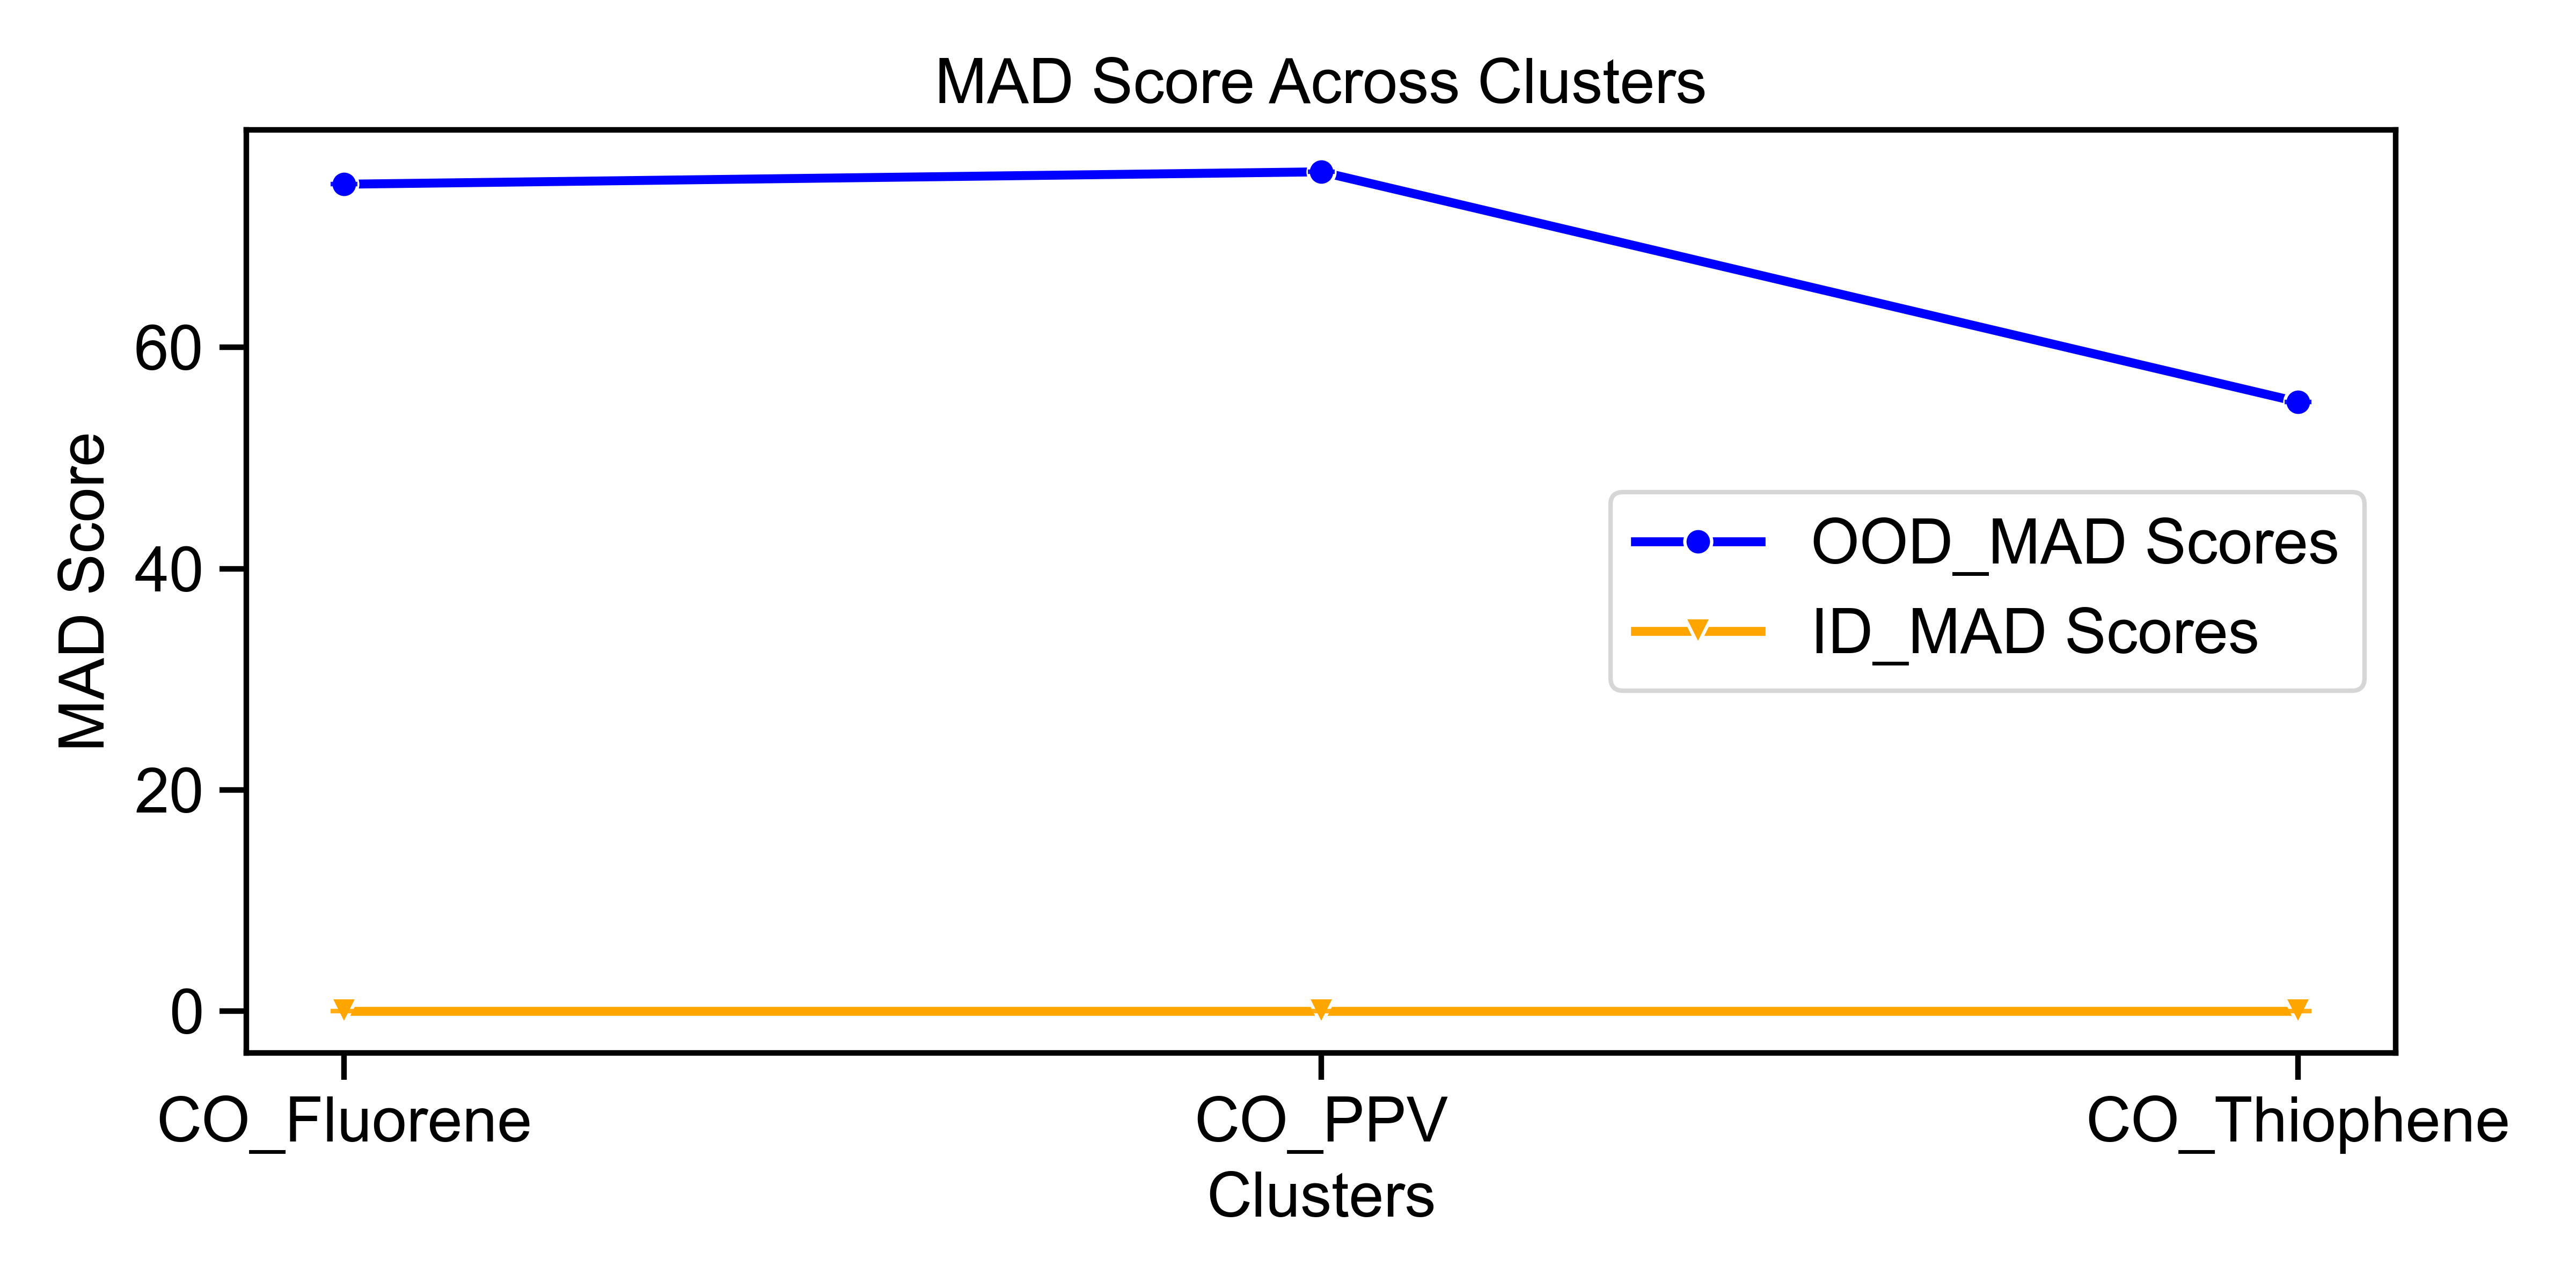 MAD Score Across Clusters
MAD Score
60
40
20
0
OOD_MAD Scores
ID_MAD Scores
CO_Fluorene
CO_PPV
CO_Thiophene
Clusters